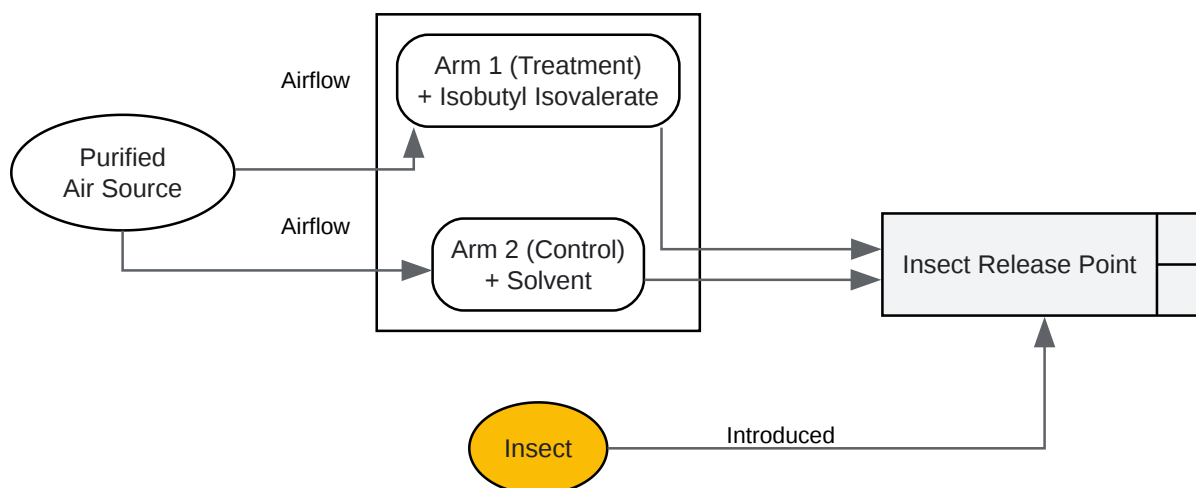 Airflow
Arm 1 (Treatment)
+ Isobutyl Isovalerate
Purified
Air Source
Airflow
Arm 2 (Control)
+ Solvent
Insect Release Point
Insect
Introduced